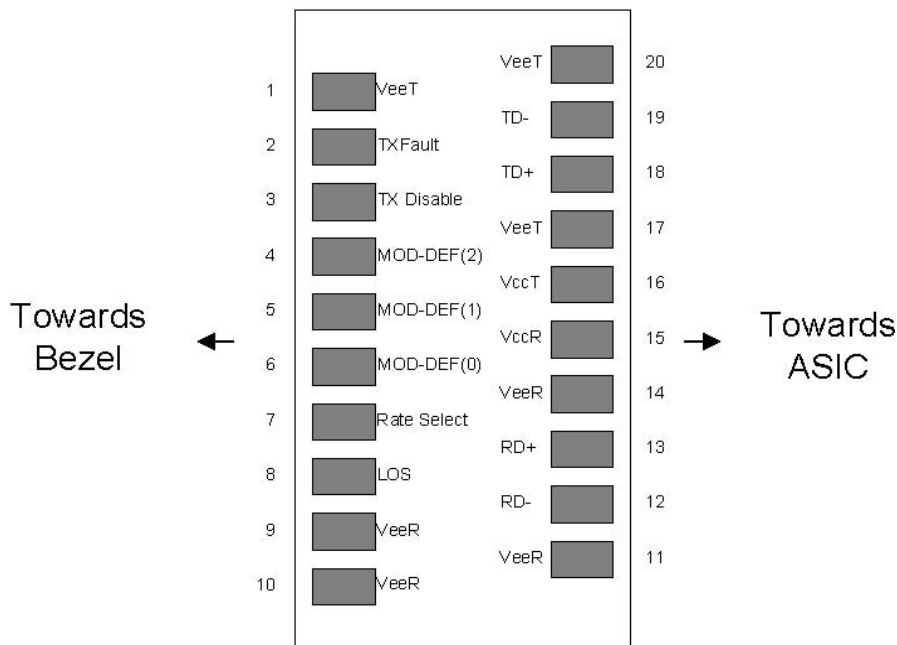 Towards
Bezel
1 VeeT
2 TXFault
3 TX Disable
4 MOD-DEF(2)
5 MOD-DEF(1)
6 MOD-DEF(0)
7 Rate Select
8 LOS
9 VeeR
10 VeeR
VeeT 20
TD- 19
TD+ 18
VeeT 17
VccT 16
VccR 15
VeeR 14
RD+ 13
RD- 12
VeeR 11
Towards
ASIC